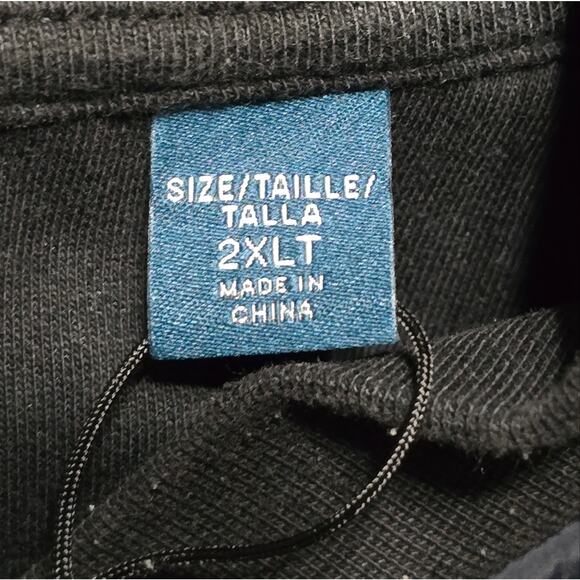 SIZE/TAILLE/
TALLA
2XLT
MADE IN
CHINA